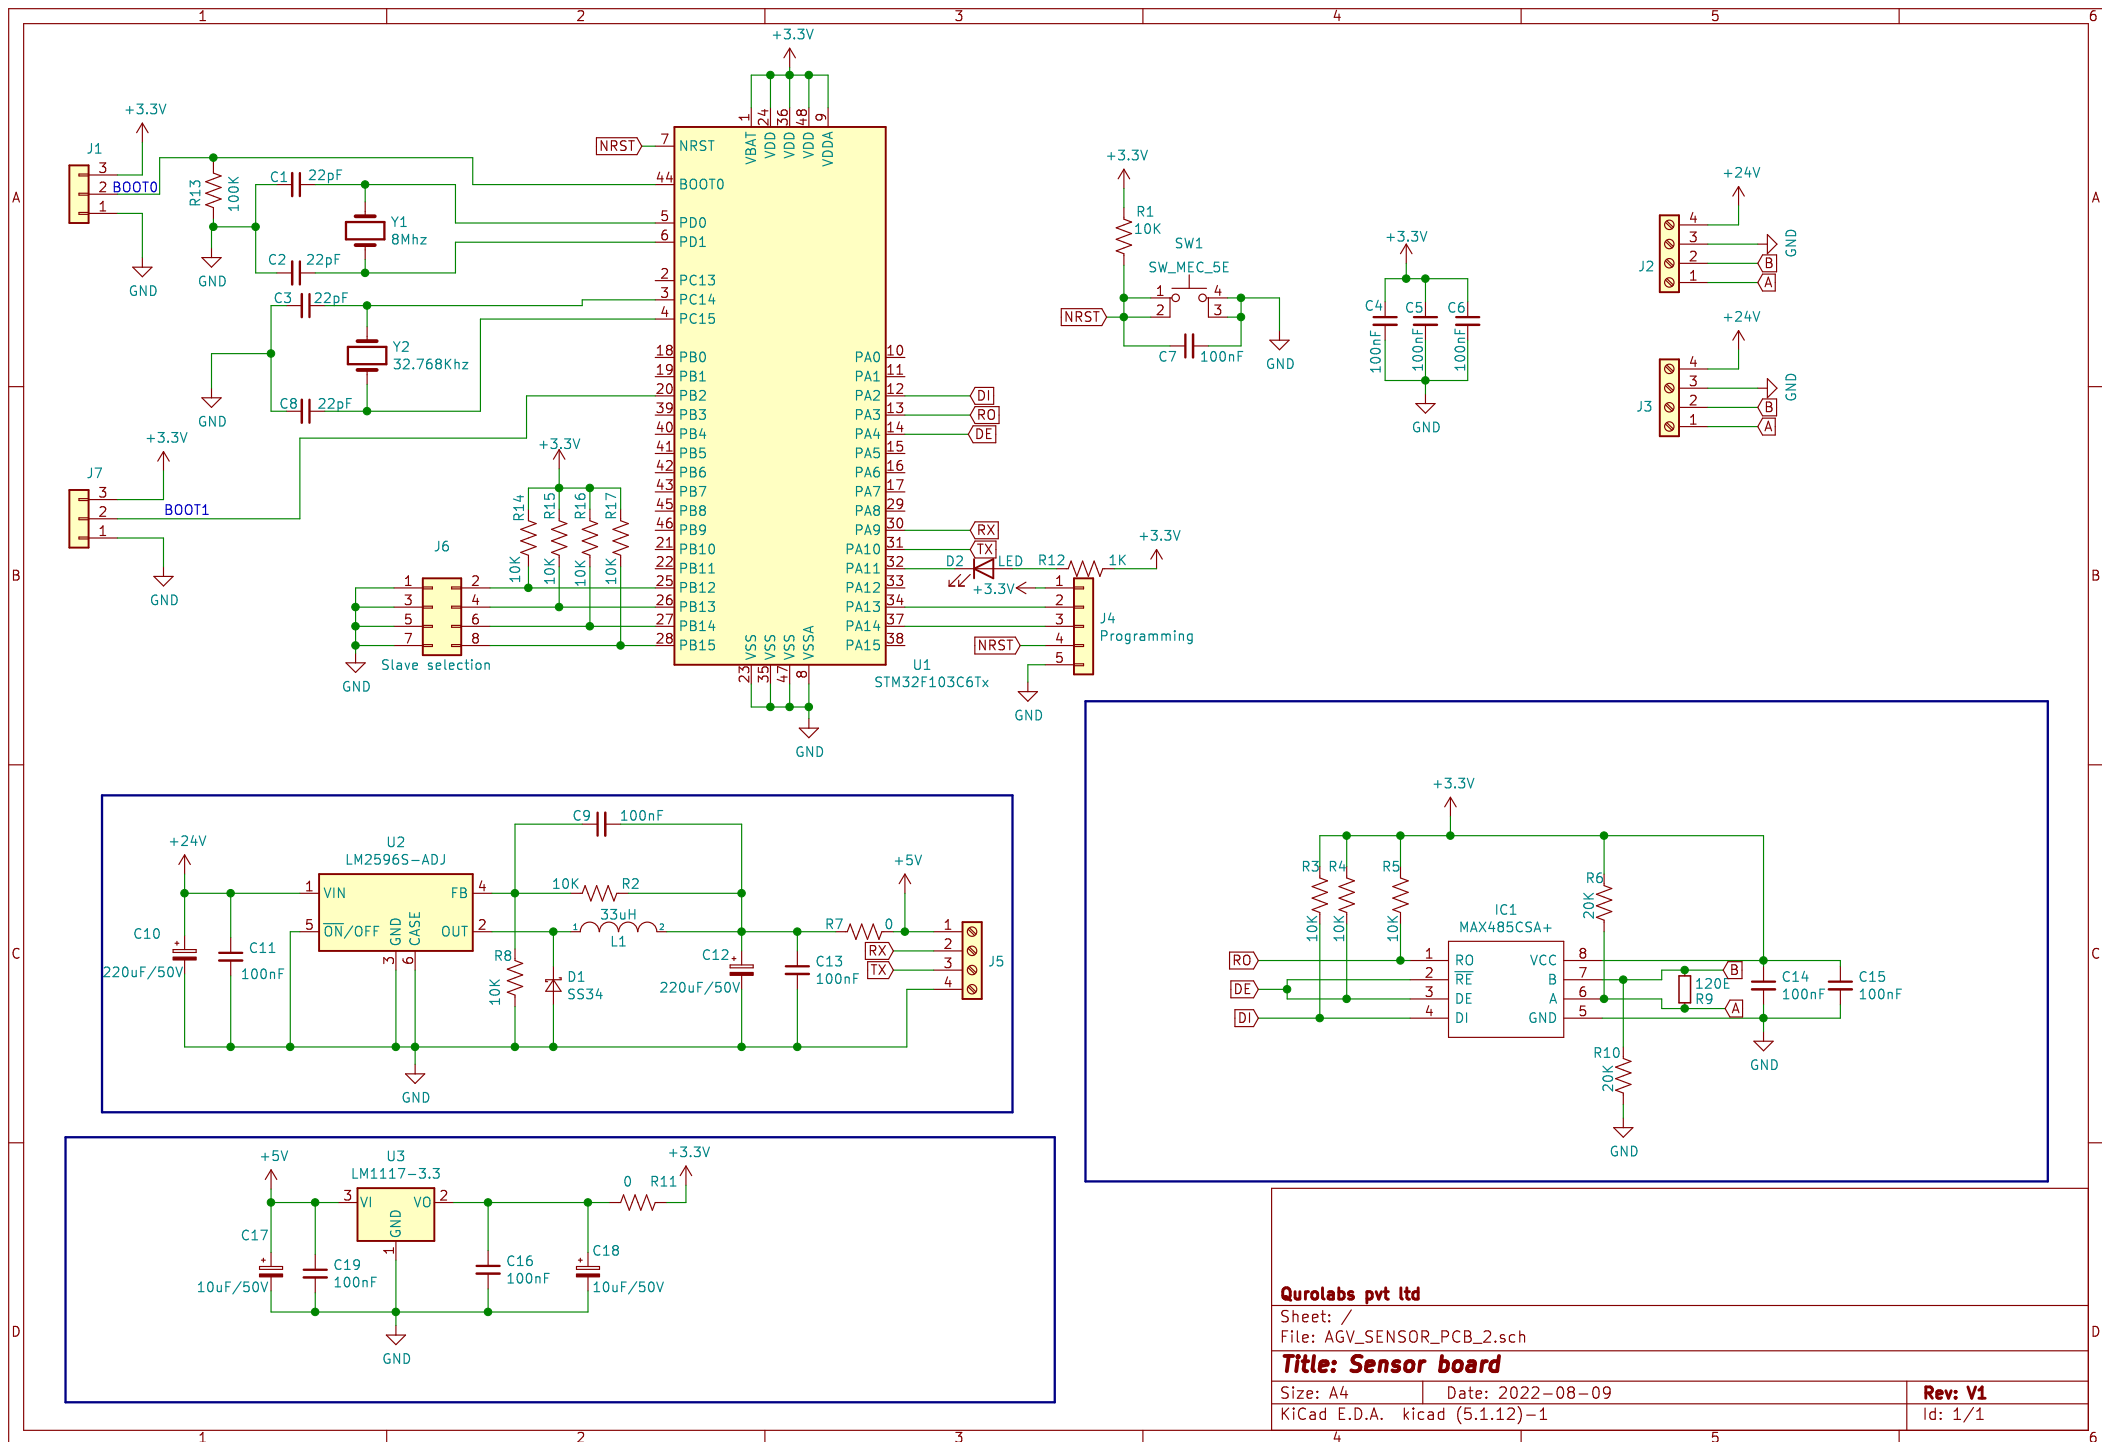 1 2 3 4 5 6
A
B
C
D
A
B
C
D
1 2 3 4 5 6
+3.3V
J1
3
2
1
BOOT0
GND
R13
100K
GND
C1 22pF
C2 22pF
Y1
8Mhz
C3 22pF
C8 22pF
Y2
32.768Khz
GND
+3.3V
J7
3
2
1
BOOT1
GND
+3.3V
R14
10K
R15
10K
R16
10K
R17
10K
J6
1 2
3 4
5 6
7 8
Slave selection
GND
+3.3V
1 24 36 48 9
VBAT VDD VDD VDD VDDA
NRST 7 NRST
44 BOOT0
5 PD0
6 PD1
2 PC13
3 PC14
4 PC15
18 PB0
19 PB1
20 PB2
39 PB3
40 PB4
41 PB5
42 PB6
43 PB7
45 PB8
46 PB9
21 PB10
22 PB11
25 PB12
26 PB13
27 PB14
28 PB15
PA0 10
PA1 11
PA2 12 DI
PA3 13 RO
PA4 14 DE
PA5 15
PA6 16
PA7 17
PA8 29
PA9 30 RX
PA10 31 TX
PA11 32
PA12 33
PA13 34
PA14 37
PA15 38
VSS VSS VSS VSSA
23 35 47 8
GND
U1
STM32F103C6Tx
D2 LED
R12 1K
+3.3V
+3.3V
1
2
3
4
5
NRST
J4
Programming
GND
+3.3V
R1
10K
SW1
SW_MEC_5E
1 4
2 3
NRST
C7 100nF
GND
+3.3V
C4
100nF
C5
100nF
C6
100nF
GND
+24V
J2
4
3 GND
2 B
1 A
+24V
J3
4
3 GND
2 B
1 A
+24V
C10
220uF/50V
C11
100nF
U2
LM2596S-ADJ
1 VIN
5 ON/OFF
FB 4
OUT 2
GND
3
CASE
6
GND
C9 100nF
10K R2
33uH
1 2
L1
R8
10K
D1
SS34
C12
220uF/50V
C13
100nF
R7 0
+5V
RX
TX
1
2
3
4
J5
+5V
C17
10uF/50V
C19
100nF
U3
LM1117-3.3
3 VI
VO 2
GND
1
GND
C16
100nF
C18
10uF/50V
0 R11
+3.3V
+3.3V
R3
10K
R4
10K
R5
10K
R6
20K
IC1
MAX485CSA+
RO
DE
DI
1 RO
2 RE
3 DE
4 DI
VCC 8
B 7
A 6
GND 5
R10
20K
GND
B
120E
R9
A
C14
100nF
C15
100nF
GND
Qurolabs pvt ltd
Sheet: /
File: AGV_SENSOR_PCB_2.sch
Title: Sensor board
Size: A4 Date: 2022-08-09 Rev: V1
KiCad E.D.A. kicad (5.1.12)-1 Id: 1/1